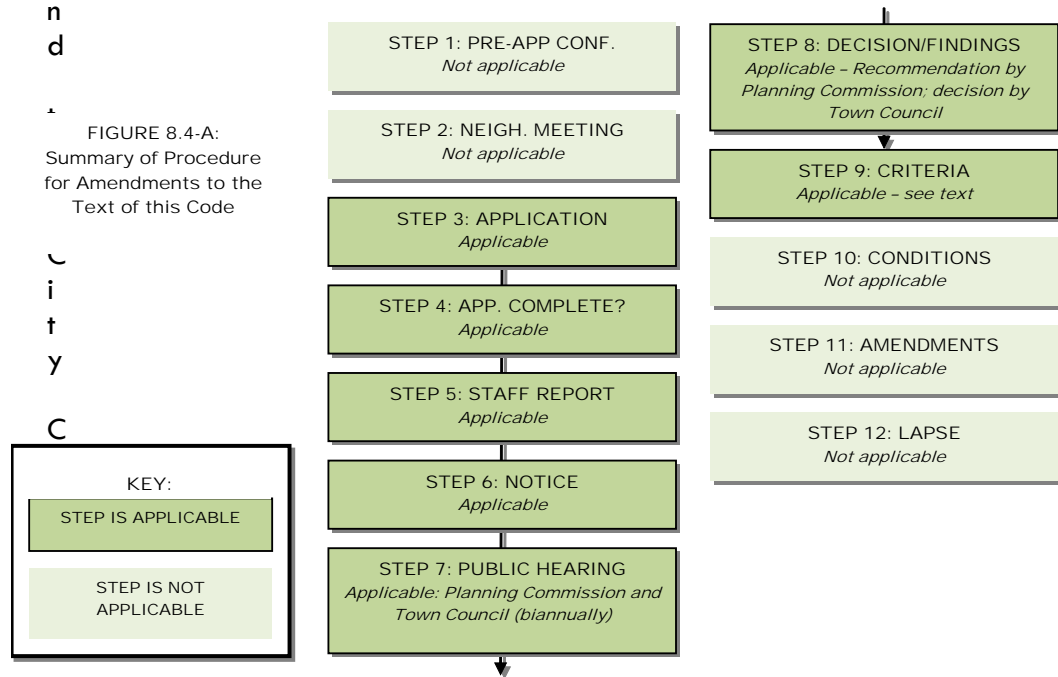 n
d
FIGURE 8.4-A:
Summary of Procedure
for Amendments to the
Text of this Code
C
i
t
y
C
KEY:
STEP IS APPLICABLE
STEP IS NOT
APPLICABLE
STEP 1: PRE-APP CONF.
Not applicable
STEP 2: NEIGH. MEETING
Not applicable
STEP 3: APPLICATION
Applicable
STEP 4: APP. COMPLETE?
Applicable
STEP 5: STAFF REPORT
Applicable
STEP 6: NOTICE
Applicable
STEP 7: PUBLIC HEARING
Applicable: Planning Commission and
Town Council (biannually)
STEP 8: DECISION/FINDINGS
Applicable – Recommendation by
Planning Commission; decision by
Town Council
STEP 9: CRITERIA
Applicable – see text
STEP 10: CONDITIONS
Not applicable
STEP 11: AMENDMENTS
Not applicable
STEP 12: LAPSE
Not applicable